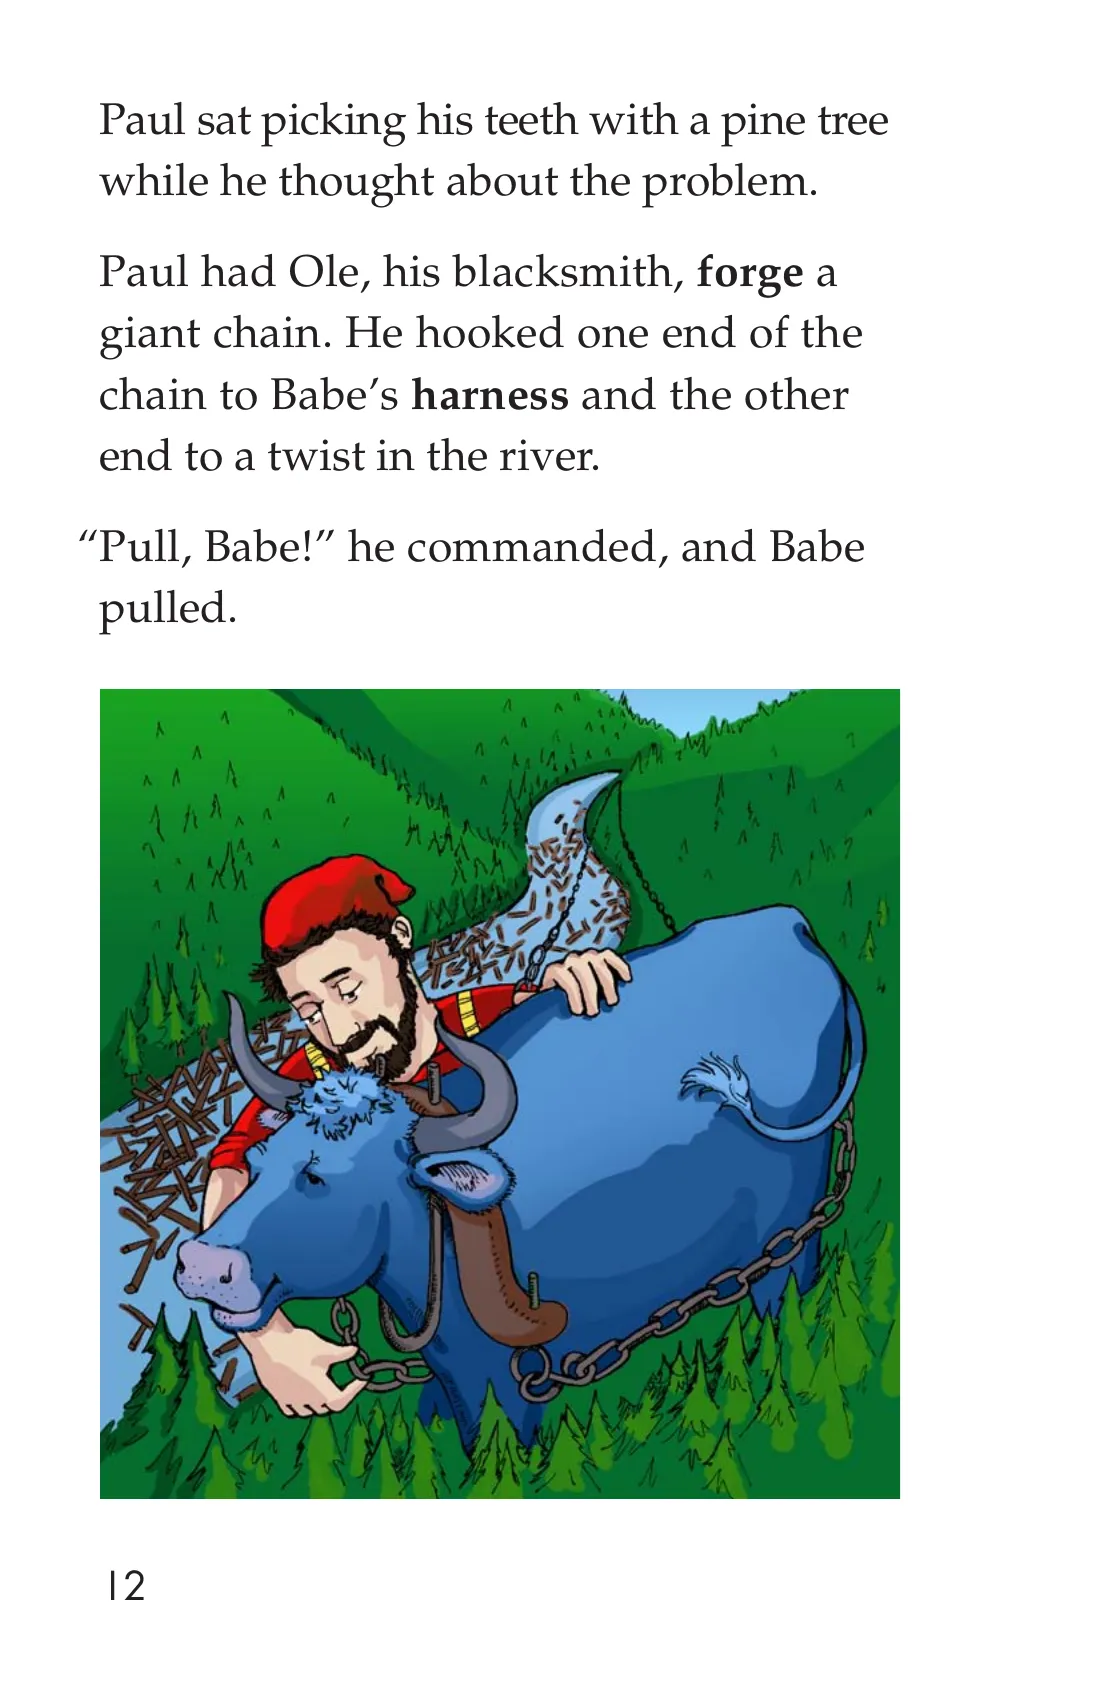 Paul sat picking his teeth with a pine tree
while he thought about the problem.
Paul had Ole, his blacksmith, forge a
giant chain. He hooked one end of the
chain to Babe’s harness and the other
end to a twist in the river.
“Pull, Babe!” he commanded, and Babe
pulled.
12